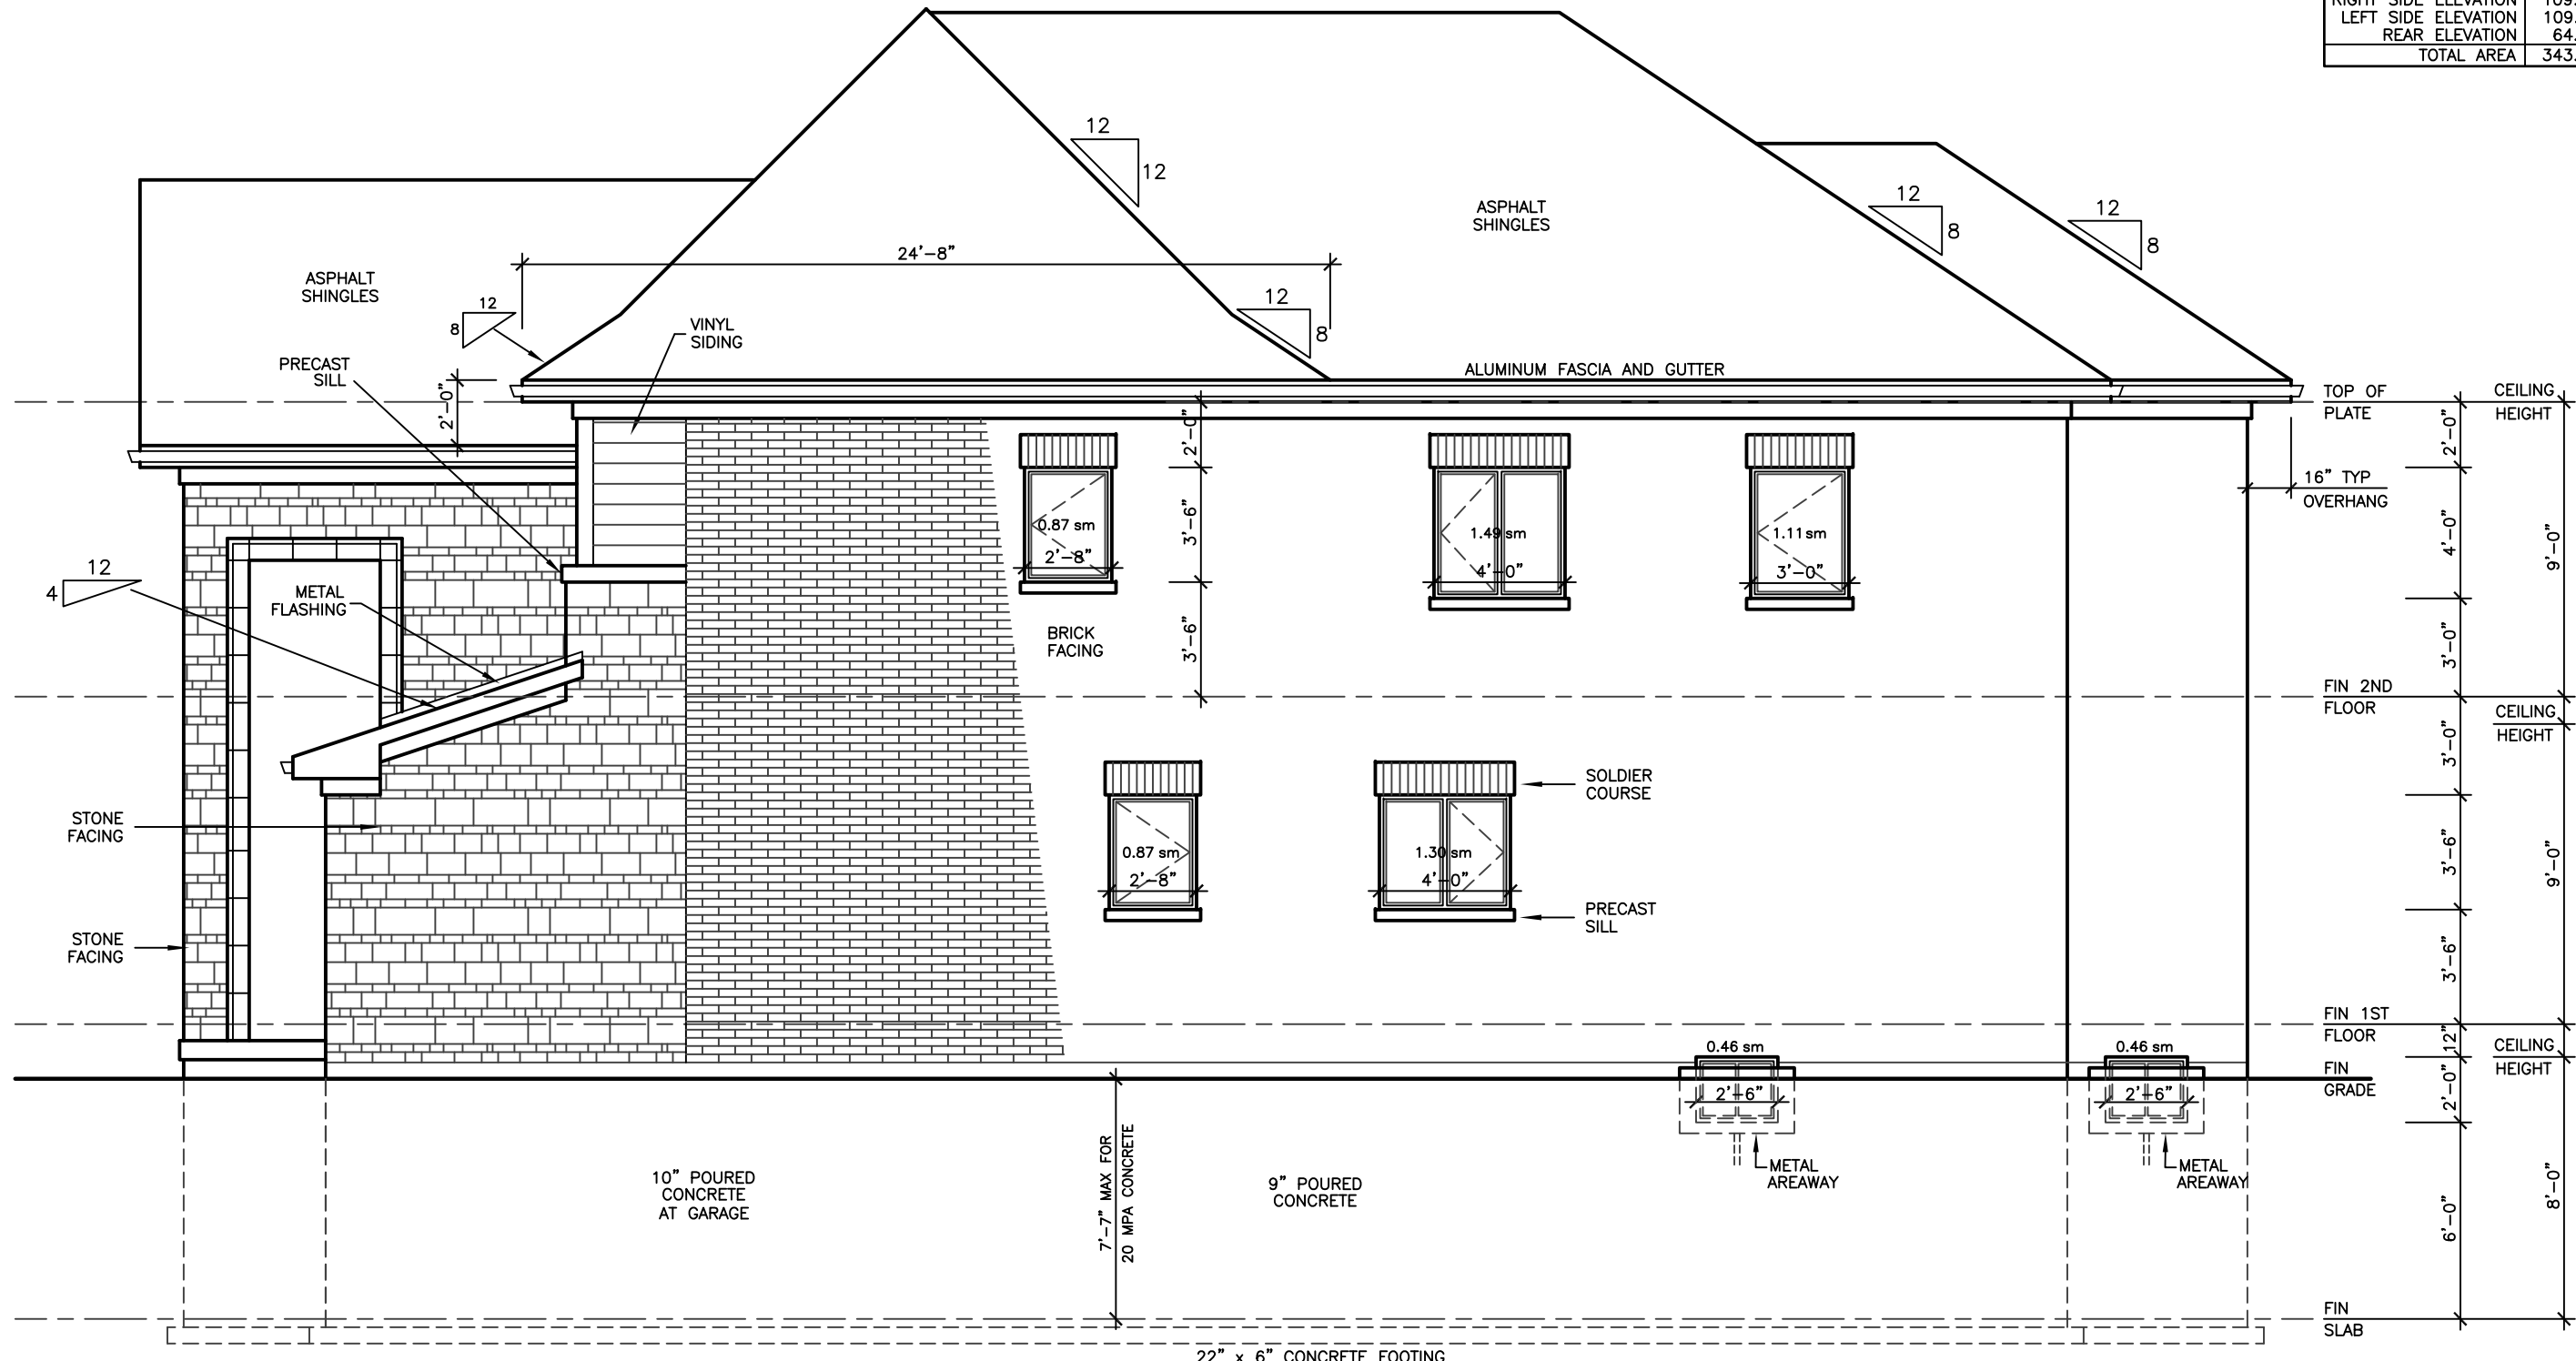 RIGHT SIDE ELEVATION 109.
LEFT SIDE ELEVATION 109.
REAR ELEVATION 64.
TOTAL AREA 343.
12
12
ASPHALT
SHINGLES
12
8
12
8
24'-8"
ASPHALT
SHINGLES
12
8
12
8
VINYL
SIDING
PRECAST
SILL
2'-0"
ALUMINUM FASCIA AND GUTTER
TOP OF
PLATE
CEILING
HEIGHT
2'-0"
2'-0"
16" TYP
OVERHANG
0.87 sm
2'-8"
3'-6"
1.49 sm
4'-0"
1.11 sm
3'-0"
4'-0"
9'-0"
12
4
METAL
FLASHING
BRICK
FACING
3'-6"
3'-0"
FIN 2ND
FLOOR
CEILING
HEIGHT
3'-0"
SOLDIER
COURSE
STONE
FACING
0.87 sm
2'-8"
1.30 sm
4'-0"
3'-6"
9'-0"
PRECAST
SILL
STONE
FACING
3'-6"
FIN 1ST
FLOOR
12"
CEILING
HEIGHT
0.46 sm
0.46 sm
FIN
GRADE
2'-6"
2'-6"
2'-0"
METAL
AREAWAY
METAL
AREAWAY
10" POURED
CONCRETE
AT GARAGE
7'-7" MAX FOR
20 MPA CONCRETE
9" POURED
CONCRETE
6'-0"
8'-0"
FIN
SLAB
22" x 6" CONCRETE FOOTING